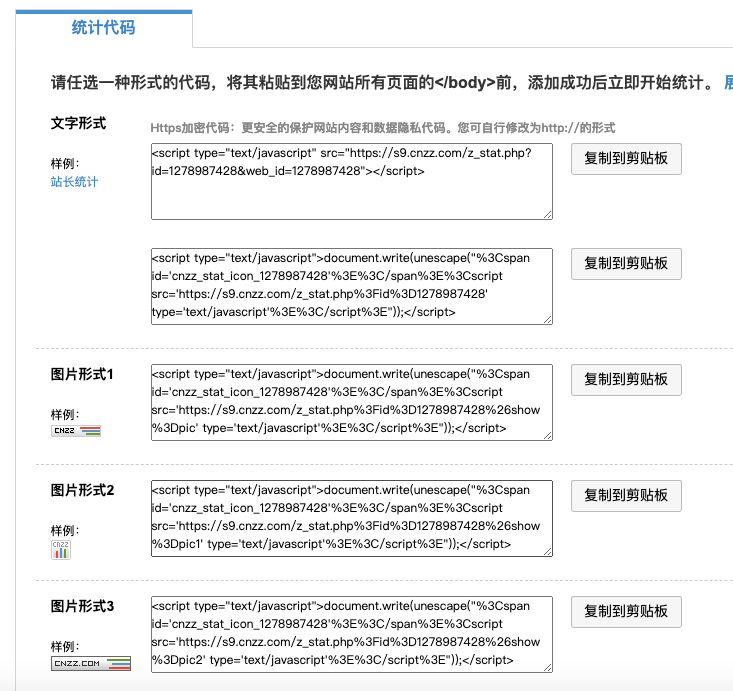 统计代码
请任选一种形式的代码，将其粘贴到您网站所有页面的</body>前，添加成功后立即开始统计。
文字形式
Https加密代码：更安全的保护网站内容和数据隐私代码。您可自行修改为http://的形式
样例：
站长统计
<script type="text/javascript" src="https://s9.cnzz.com/z_stat.php?
id=1278987428&web_id=1278987428"></script>
复制到剪贴板
<script type="text/javascript">document.write(unescape("%3Cspan
id='cnzz_stat_icon_1278987428'%3E%3C/span%3E%3Cscript
src='https://s9.cnzz.com/z_stat.php%3Fid%3D1278987428'
type='text/javascript'%3E%3C/script%3E"));</script>
复制到剪贴板
图片形式1
样例：
CNZZ
<script type="text/javascript">document.write(unescape("%3Cspan
id='cnzz_stat_icon_1278987428'%3E%3C/span%3E%3Cscript
src='https://s9.cnzz.com/z_stat.php%3Fid%3D1278987428%26show
%3Dpic' type='text/javascript'%3E%3C/script%3E"));</script>
复制到剪贴板
图片形式2
样例：
CNZZ
<script type="text/javascript">document.write(unescape("%3Cspan
id='cnzz_stat_icon_1278987428'%3E%3C/span%3E%3Cscript
src='https://s9.cnzz.com/z_stat.php%3Fid%3D1278987428%26show
%3Dpic1' type='text/javascript'%3E%3C/script%3E"));</script>
复制到剪贴板
图片形式3
样例：
CNZZ.COM
<script type="text/javascript">document.write(unescape("%3Cspan
id='cnzz_stat_icon_1278987428'%3E%3C/span%3E%3Cscript
src='https://s9.cnzz.com/z_stat.php%3Fid%3D1278987428%26show
%3Dpic2' type='text/javascript'%3E%3C/script%3E"));</script>
复制到剪贴板